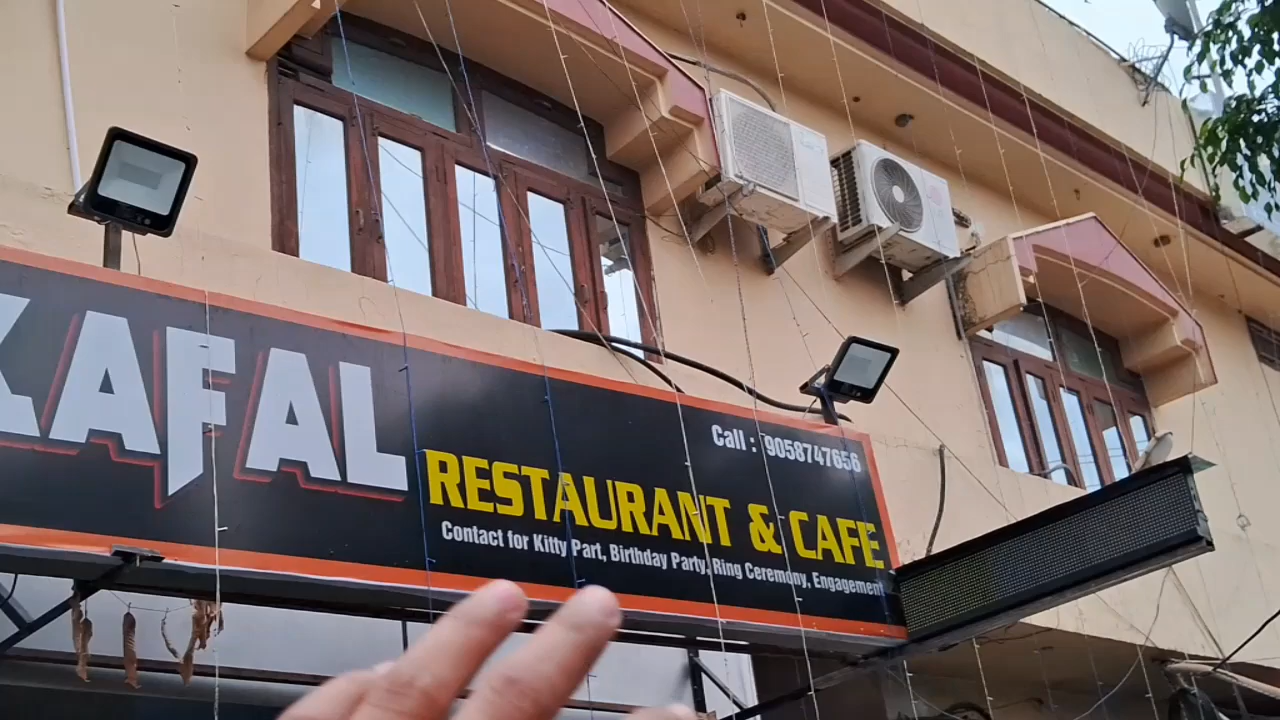 KAFAL
Call : 9058747656
RESTAURANT & CAFE
Contact for Kitty Part, Birthday Party, Ring Ceremony, Engagement